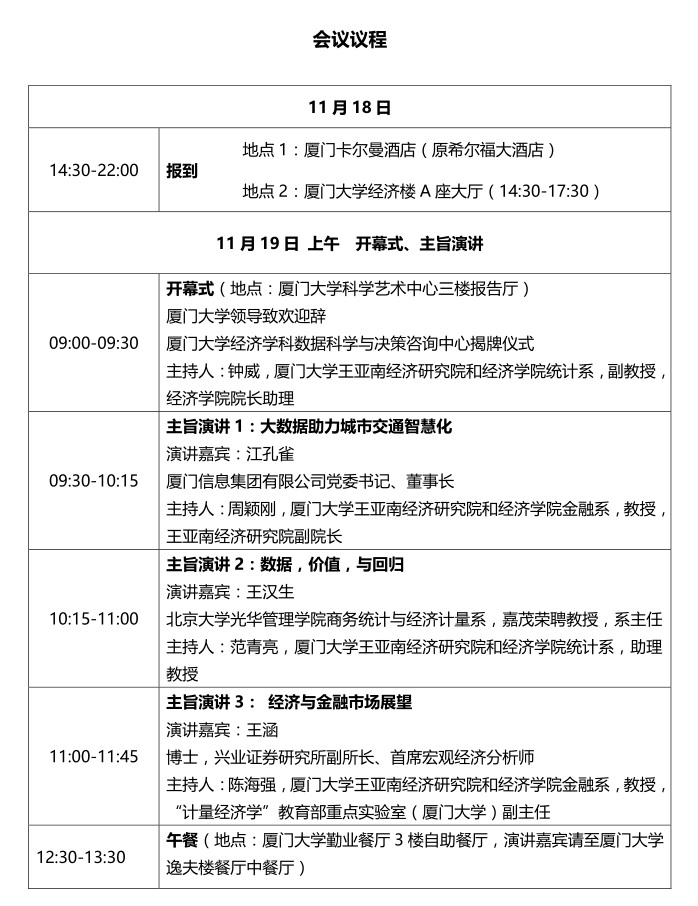 会议议程
11 月 18 日
14:30-22:00
报到
地点 1：厦门卡尔曼酒店（原希尔福大酒店）
地点 2：厦门大学经济楼 A 座大厅（14:30-17:30）
11 月 19 日 上午　开幕式、主旨演讲
09:00-09:30
开幕式（地点：厦门大学科学艺术中心三楼报告厅）
厦门大学领导致欢迎辞
厦门大学经济学科数据科学与决策咨询中心揭牌仪式
主持人：钟威，厦门大学王亚南经济研究院和经济学院统计系，副教授，
经济学院院长助理
09:30-10:15
主旨演讲 1：大数据助力城市交通智慧化
演讲嘉宾：江孔雀
厦门信息集团有限公司党委书记、董事长
主持人：周颖刚，厦门大学王亚南经济研究院和经济学院金融系，教授，
王亚南经济研究院副院长
10:15-11:00
主旨演讲 2：数据，价值，与回归
演讲嘉宾：王汉生
北京大学光华管理学院商务统计与经济计量系，嘉茂荣聘教授，系主任
主持人：范青亮，厦门大学王亚南经济研究院和经济学院统计系，助理
教授
11:00-11:45
主旨演讲 3： 经济与金融市场展望
演讲嘉宾：王涵
博士，兴业证券研究所副所长、首席宏观经济分析师
主持人：陈海强，厦门大学王亚南经济研究院和经济学院金融系，教授，
“计量经济学”教育部重点实验室（厦门大学）副主任
12:30-13:30
午餐（地点：厦门大学勤业餐厅 3 楼自助餐厅，演讲嘉宾请至厦门大学
逸夫楼餐厅中餐厅）